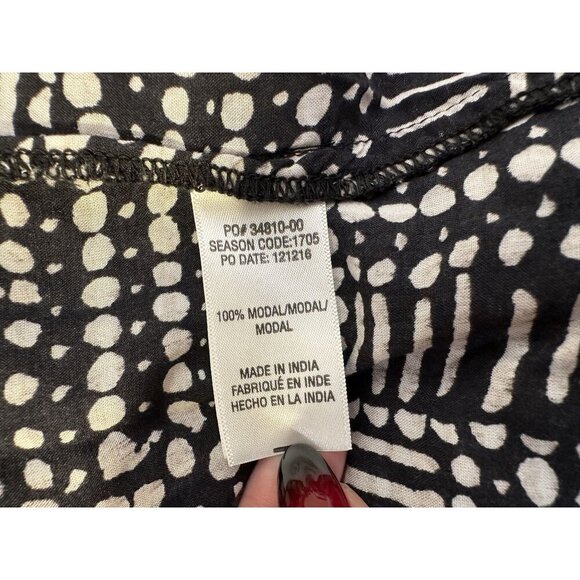 PO# 34810-00
SEASON CODE:1705
PO DATE: 121216
100% MODAL/MODAL/
MODAL
MADE IN INDIA
FABRIQUÉ EN INDE
HECHO EN LA INDIA